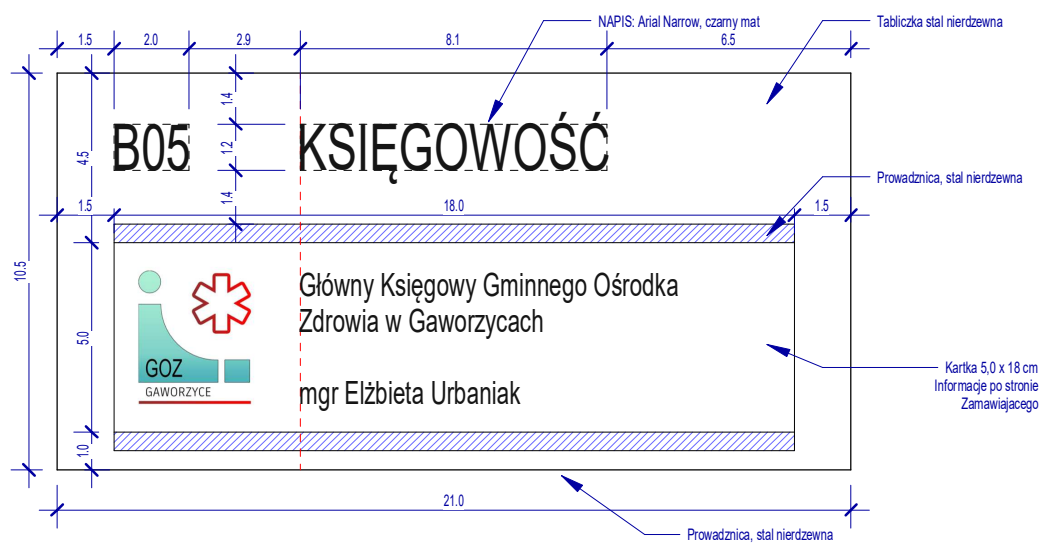 NAPIS: Arial Narrow, czarny mat
Tabliczka stal nierdzewna
1.5
2.0
2.9
8.1
6.5
1.4
1.2
1.4
4.5
B05
KSIĘGOWOŚĆ
Prowadznica, stal nierdzewna
1.5
18.0
1.5
10.5
5.0
1.0
Główny Księgowy Gminnego Ośrodka
Zdrowia w Gaworzycach
mgr Elżbieta Urbaniak
GOZ
GAWORZYCE
Kartka 5,0 x 18 cm
Informacje po stronie
Zamawiajacego
21.0
Prowadznica, stal nierdzewna